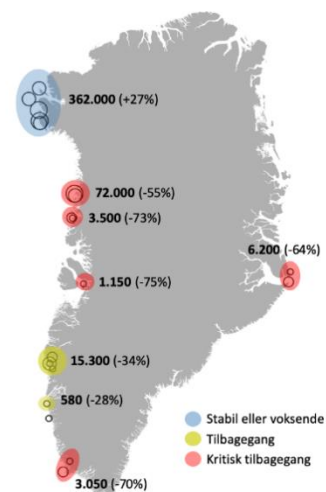 362.000 (+27%)
72.000 (-55%)
3.500 (-73%)
6.200 (-64%)
1.150 (-75%)
15.300 (-34%)
580 (-28%)
Stabil eller voksende
Tilbagegang
Kritisk tilbagegang
3.050 (-70%)